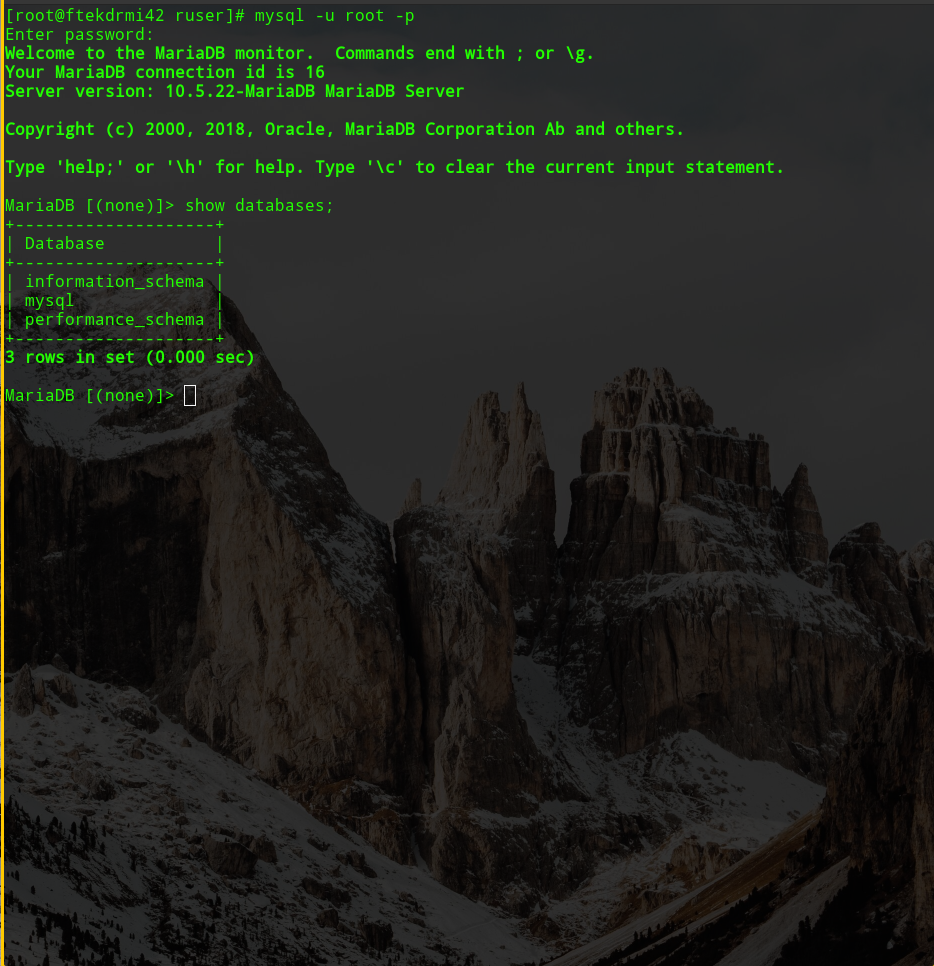 [root@ftekdrmi42 ruser]# mysql -u root -p
Enter password:
Welcome to the MariaDB monitor.  Commands end with ; or \g.
Your MariaDB connection id is 16
Server version: 10.5.22-MariaDB MariaDB Server
Copyright (c) 2000, 2018, Oracle, MariaDB Corporation Ab and others.
Type 'help;' or '\h' for help. Type '\c' to clear the current input statement.
MariaDB [(none)]> show databases;
+--------------------+
| Database           |
+--------------------+
| information_schema |
| mysql              |
| performance_schema |
+--------------------+
3 rows in set (0.000 sec)
MariaDB [(none)]>